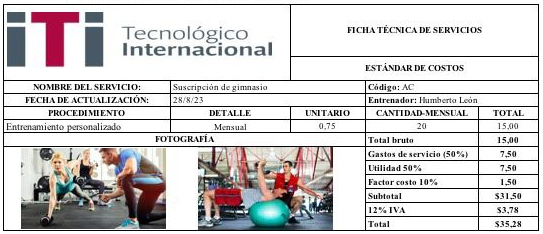 iTi Tecnológico
Internacional
FICHA TÉCNICA DE SERVICIOS
ESTÁNDAR DE COSTOS
NOMBRE DEL SERVICIO: Suscripción de gimnasio Código: AC
FECHA DE ACTUALIZACIÓN: 28/8/23 Entrenador: Humberto León
PROCEDIMIENTO DETALLE UNITARIO CANTIDAD-MENSUAL TOTAL
Entrenamiento personalizado Mensual 0,75 20 15,00
FOTOGRAFÍA Total bruto 15,00
Gastos de servicio (50%) 7,50
Utilidad 50% 7,50
Factor costo 10% 1,50
Subtotal $31,50
12% IVA $3,78
Total $35,28